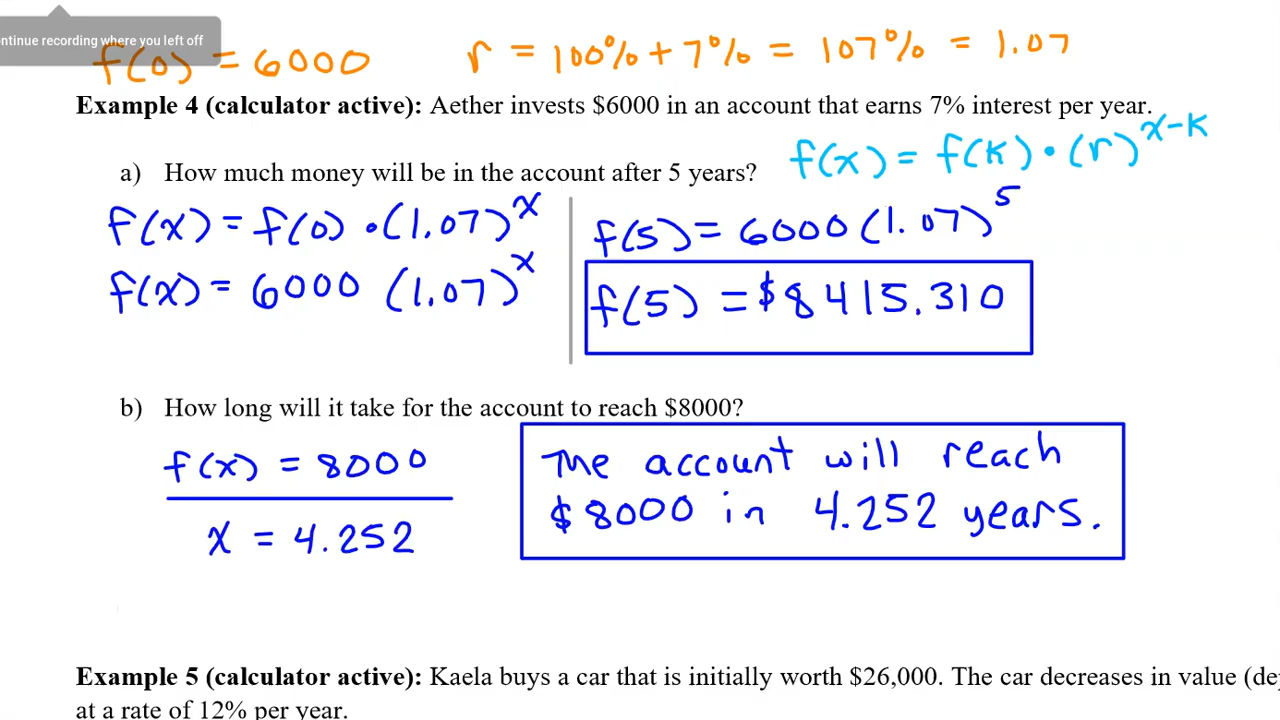 ntinue recording where you left off
f(0) = 6000
r = 100% + 7% = 107% = 1.07
Example 4 (calculator active): Aether invests $6000 in an account that earns 7% interest per year.
a) How much money will be in the account after 5 years?
f(x) = f(k) • (r)^{x-k}
f(x) = f(0) • (1.07)^x
f(x) = 6000 (1.07)^x
f(5) = 6000 (1.07)^5
f(5) = $8415.310
b) How long will it take for the account to reach $8000?
f(x) = 8000
x = 4.252
The account will reach
$8000 in 4.252 years.
Example 5 (calculator active): Kaela buys a car that is initially worth $26,000. The car decreases in value (de
at a rate of 12% per year.